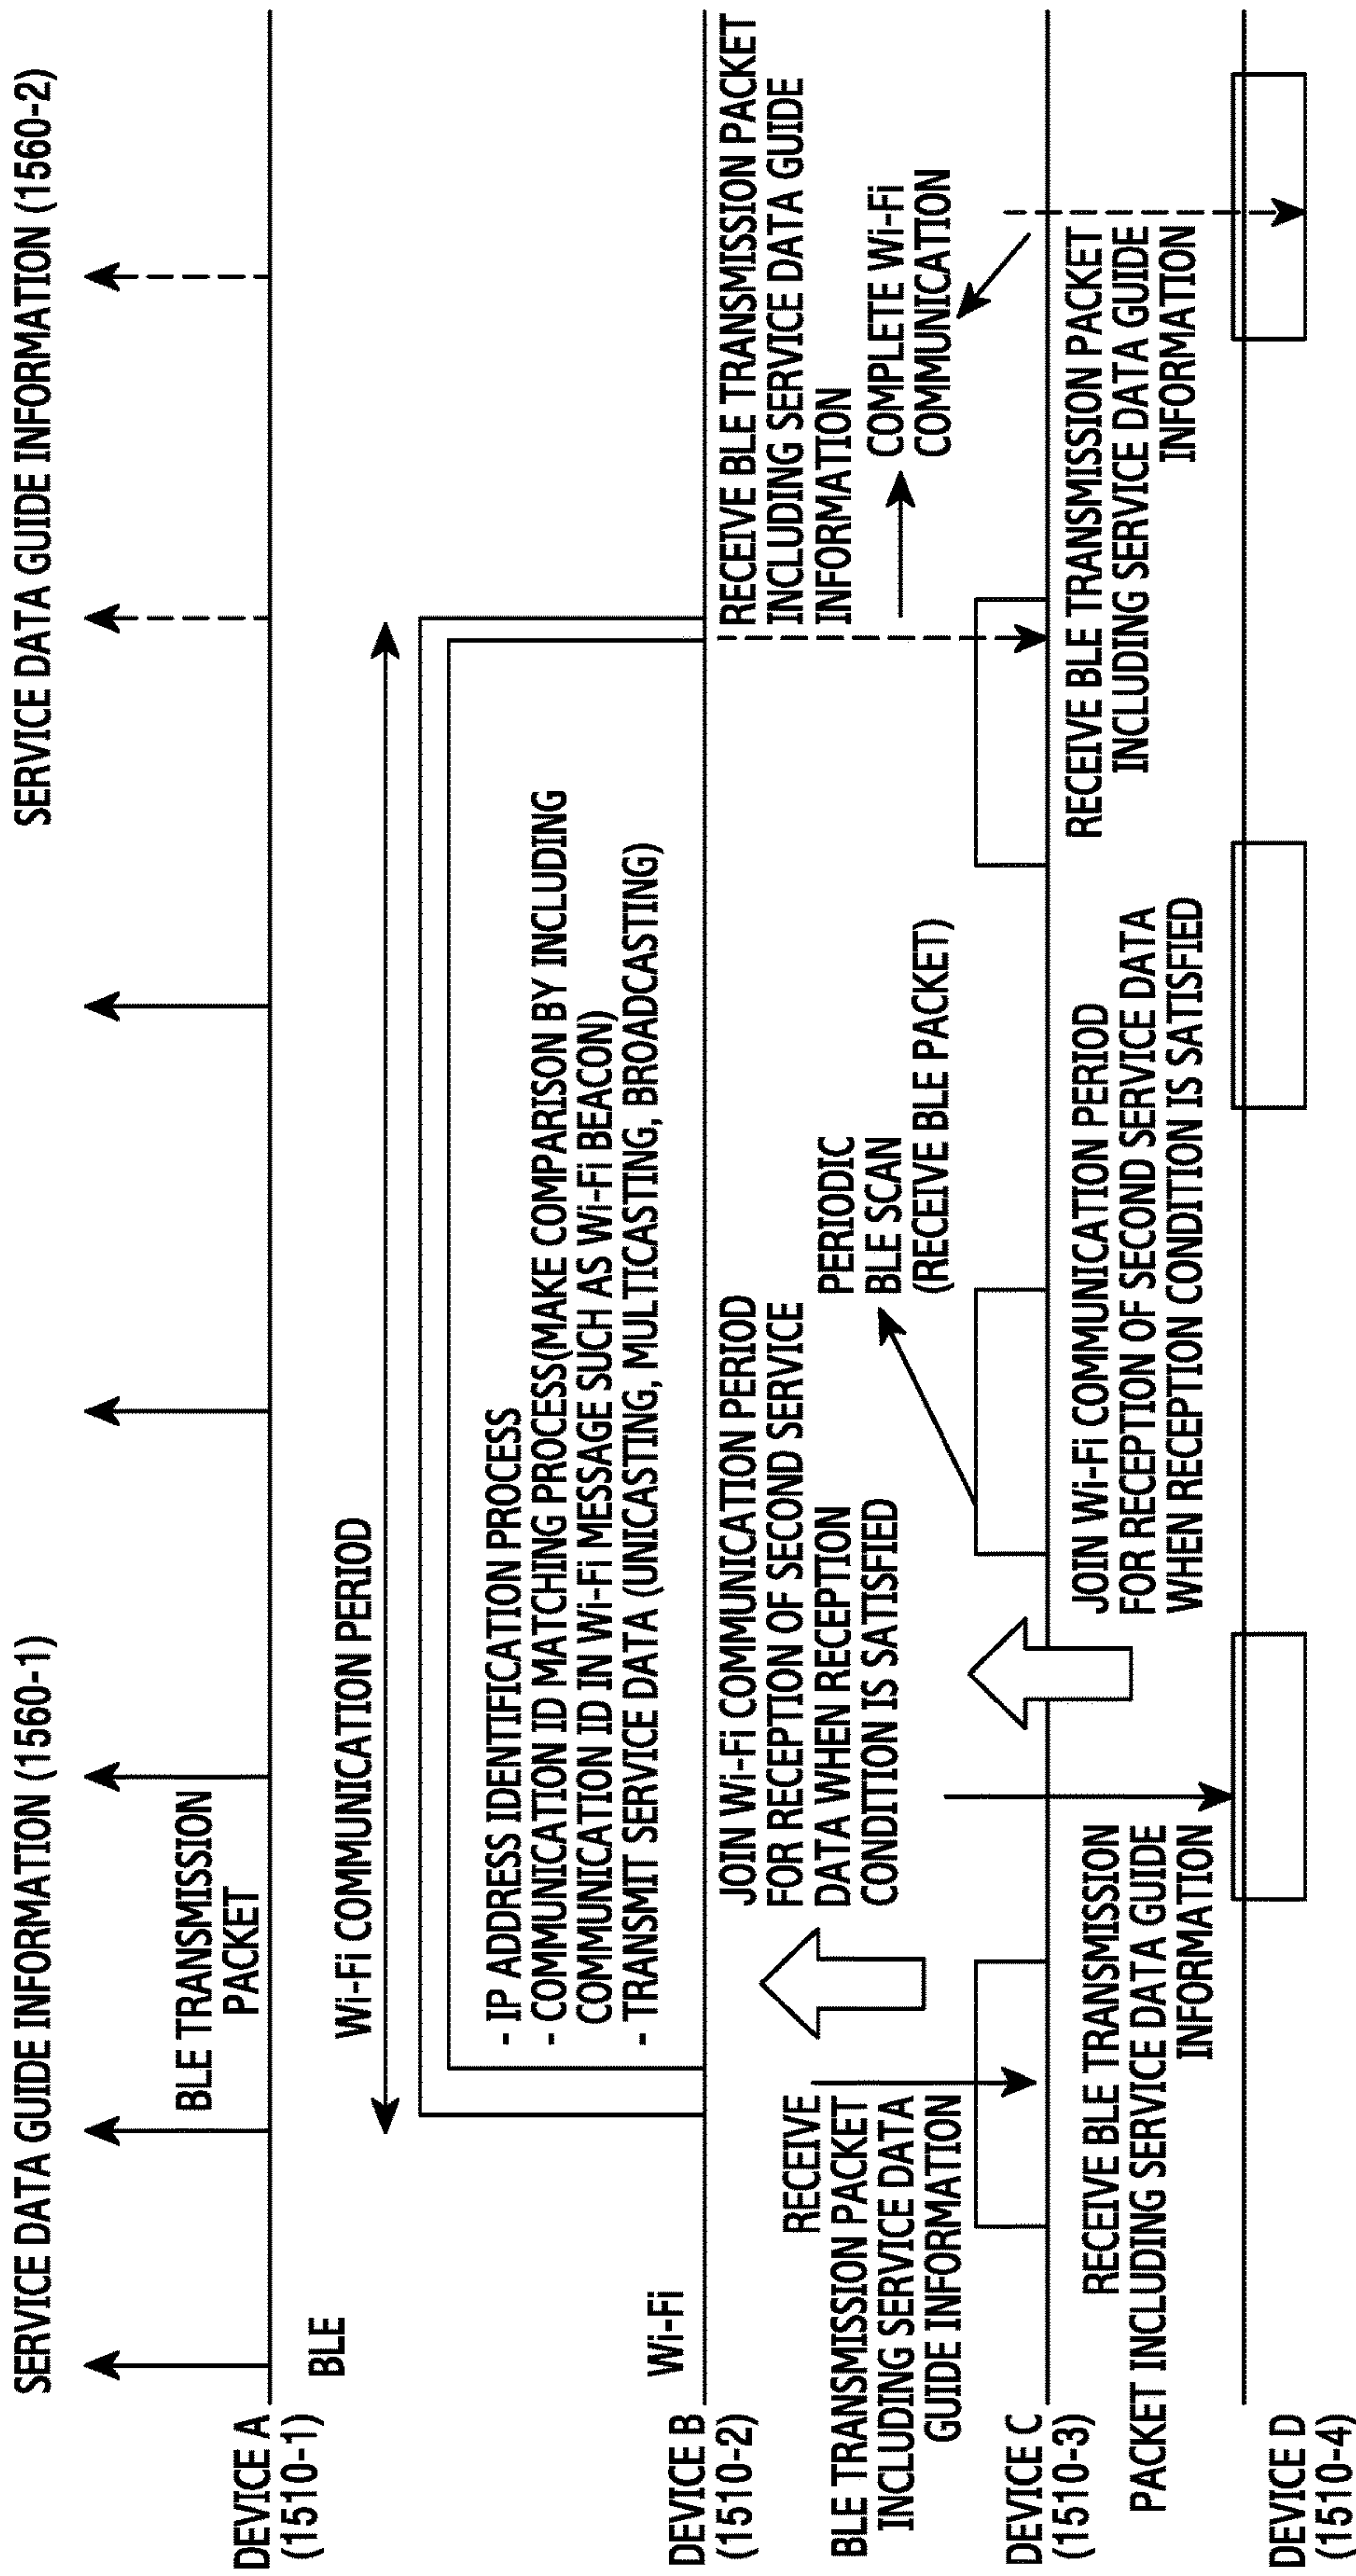 SERVICE DATA GUIDE INFORMATION (1560-1)
SERVICE DATA GUIDE INFORMATION (1560-2)
BLE TRANSMISSION
PACKET
DEVICE A
(1510-1)
BLE
Wi-Fi COMMUNICATION PERIOD
- IP ADDRESS IDENTIFICATION PROCESS
- COMMUNICATION ID MATCHING PROCESS(MAKE COMPARISON BY INCLUDING
COMMUNICATION ID IN Wi-Fi MESSAGE SUCH AS Wi-Fi BEACON)
- TRANSMIT SERVICE DATA (UNICASTING, MULTICASTING, BROADCASTING)
Wi-Fi
DEVICE B
(1510-2)
RECEIVE
BLE TRANSMISSION PACKET
INCLUDING SERVICE DATA
GUIDE INFORMATION
JOIN Wi-Fi COMMUNICATION PERIOD
FOR RECEPTION OF SECOND SERVICE
DATA WHEN RECEPTION
CONDITION IS SATISFIED
PERIODIC
BLE SCAN
(RECEIVE BLE PACKET)
RECEIVE BLE TRANSMISSION PACKET
INCLUDING SERVICE DATA GUIDE
INFORMATION
COMPLETE Wi-Fi
COMMUNICATION
DEVICE C
(1510-3)
RECEIVE BLE TRANSMISSION
PACKET INCLUDING SERVICE DATA GUIDE
INFORMATION
JOIN Wi-Fi COMMUNICATION PERIOD
FOR RECEPTION OF SECOND SERVICE DATA
WHEN RECEPTION CONDITION IS SATISFIED
RECEIVE BLE TRANSMISSION PACKET
INCLUDING SERVICE DATA GUIDE
INFORMATION
DEVICE D
(1510-4)